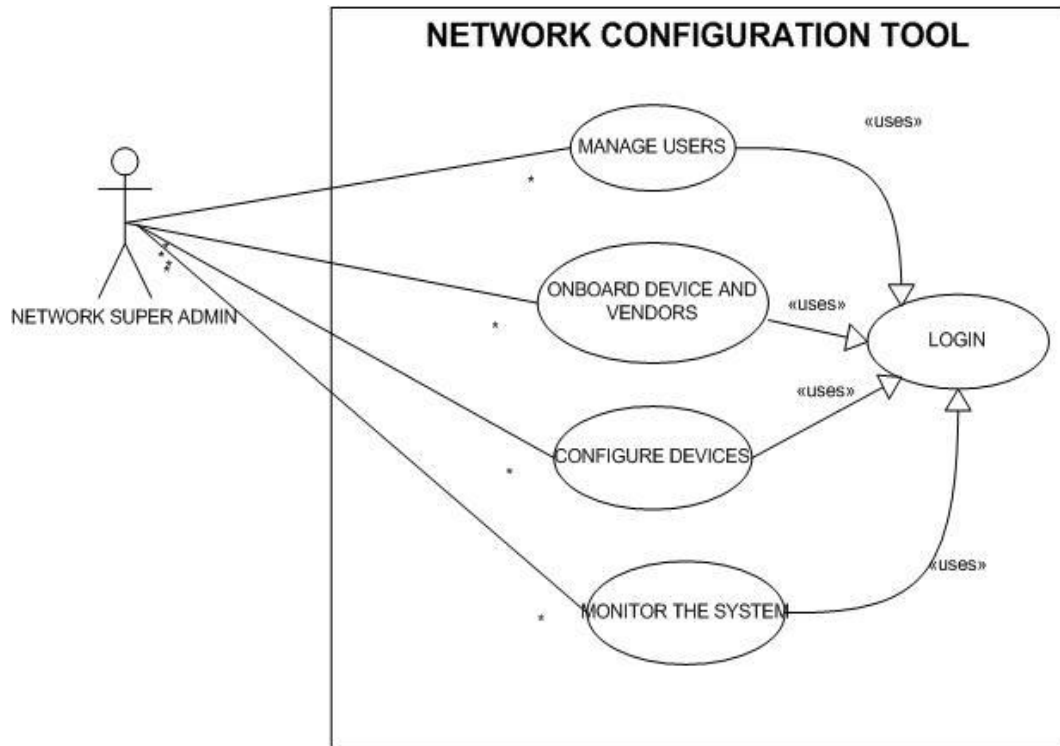 NETWORK CONFIGURATION TOOL
«uses»
MANAGE USERS
*
*
*
*
*
NETWORK SUPER ADMIN
ONBOARD DEVICE AND
VENDORS
«uses»
*
LOGIN
«uses»
CONFIGURE DEVICES
*
«uses»
MONITOR THE SYSTEM
*